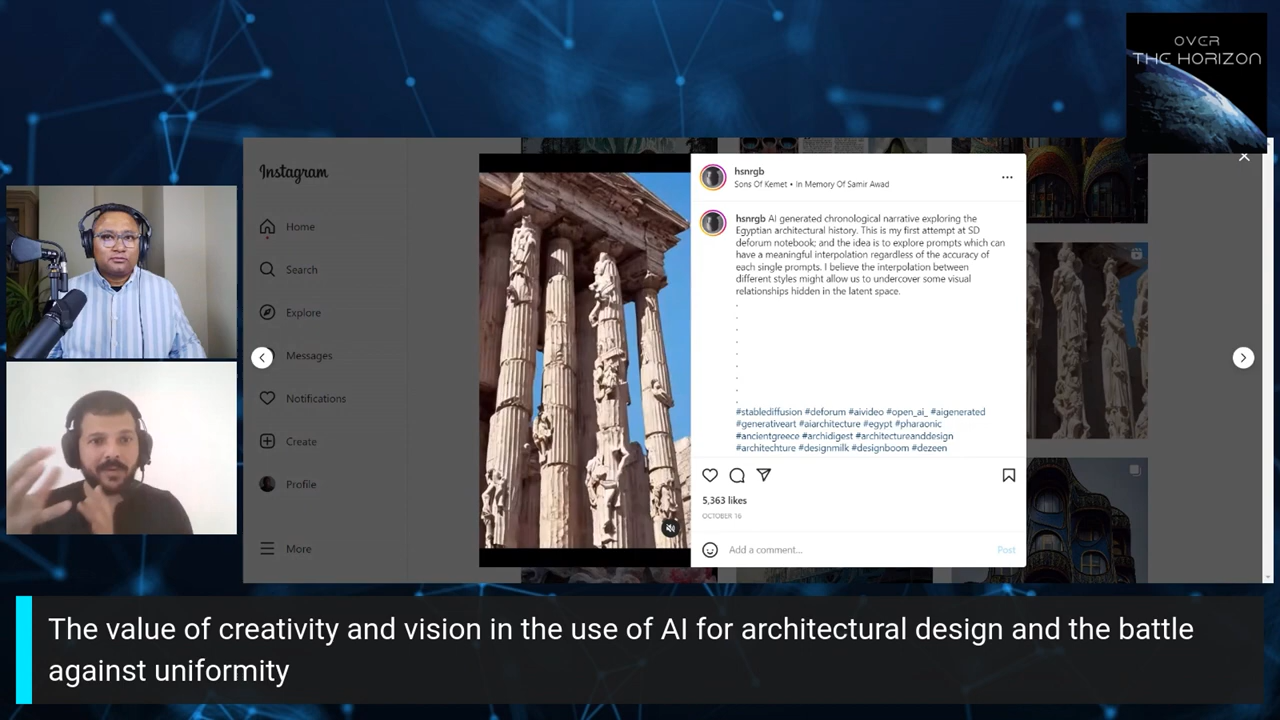 OVER
THE HORIZON
Instagram
Home
Search
Explore
Messages
Notifications
Create
Profile
More
hsnrgb
Sons Of Kemet • In Memory Of Samir Awad
hsnrgb AI generated chronological narrative exploring the
Egyptian architectural history. This is my first attempt at SD
deforum notebook; and the idea is to explore prompts which can
have a meaningful interpolation regardless of the accuracy of
each single prompts. I believe the interpolation between
different styles might allow us to undercover some visual
relationships hidden in the latent space.
.
.
.
.
.
.
.
.
.
#stablediffusion #deforum #aivideo #open_ai_ #aigenerated
#generativeart #aiarchitecture #egypt #pharaonic
#ancientgreece #archidigest #architectureanddesign
#architechture #designmilk #designboom #dezeen
5,363 likes
OCTOBER 16
Add a comment...
Post
The value of creativity and vision in the use of AI for architectural design and the battle
against uniformity